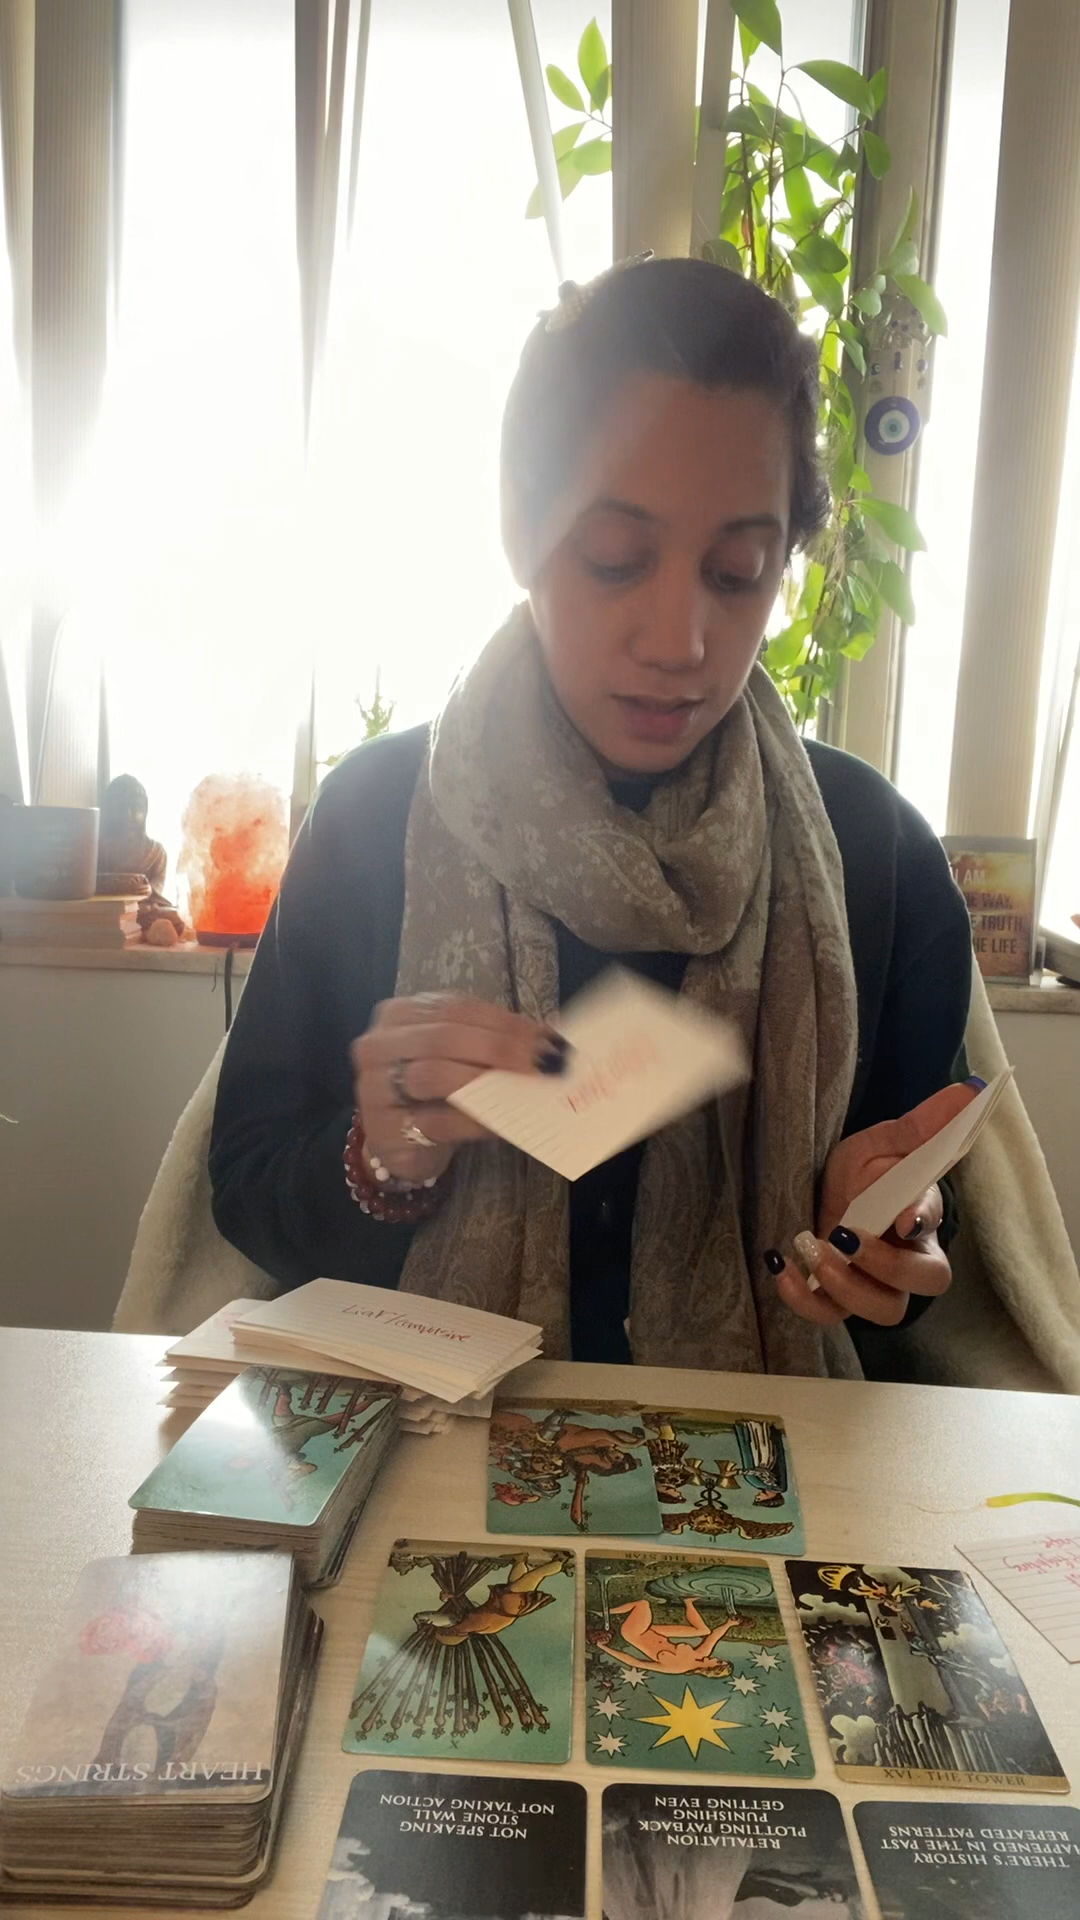 I AM
THE WAY,
THE TRUTH
THE LIFE
Liar/
XVII - THE STAR
X
XVI - THE TOWER
HEART STRINGS
NOT SPEAKING
STONE WALL
NOT TAKING ACTION
RETALIATION
PLOTTING PAYBACK
PUNISHING
GETTING EVEN
THERE'S HISTORY
HAPPENED IN THE PAST
REPEATED PATTERNS